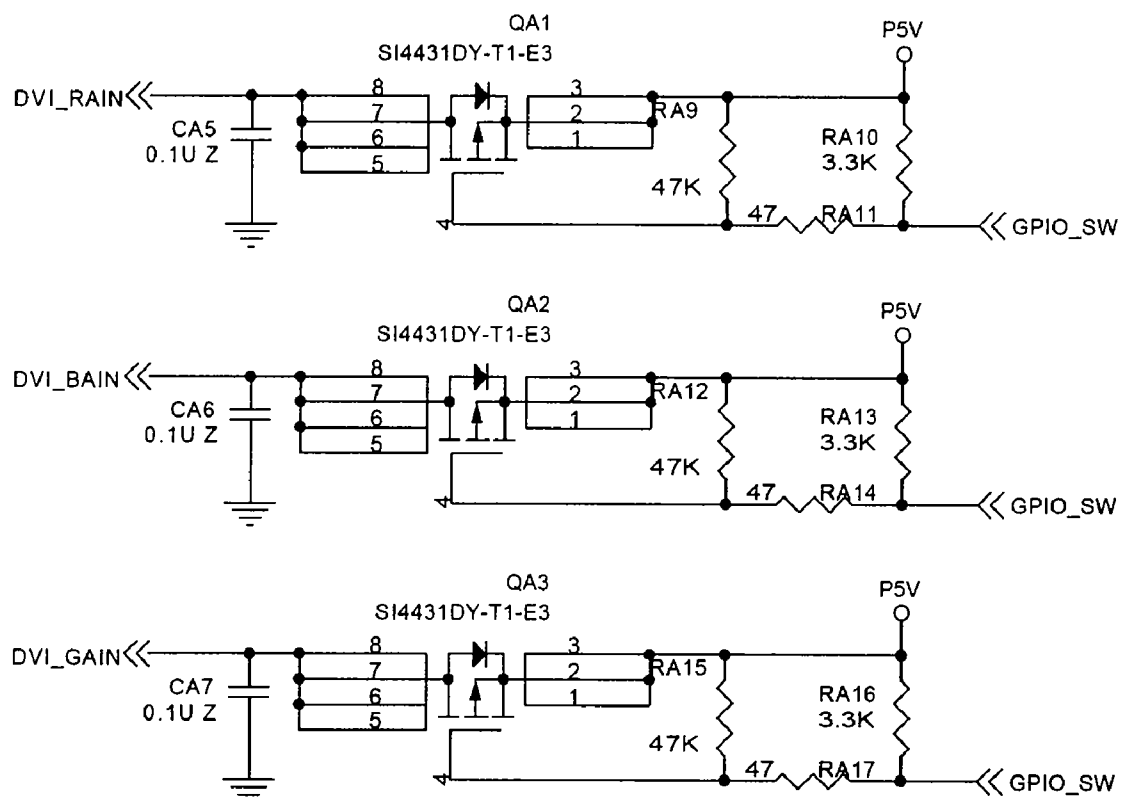 QA1
SI4431DY-T1-E3
P5V
DVI_RAIN
8
7
6
5
3
2
1
4
CA5
0.1U Z
RA9
47K
RA10
3.3K
47
RA11
GPIO_SW
QA2
SI4431DY-T1-E3
P5V
DVI_BAIN
8
7
6
5
3
2
1
4
CA6
0.1U Z
RA12
47K
RA13
3.3K
47
RA14
GPIO_SW
QA3
SI4431DY-T1-E3
P5V
DVI_GAIN
8
7
6
5
3
2
1
4
CA7
0.1U Z
RA15
47K
RA16
3.3K
47
RA17
GPIO_SW